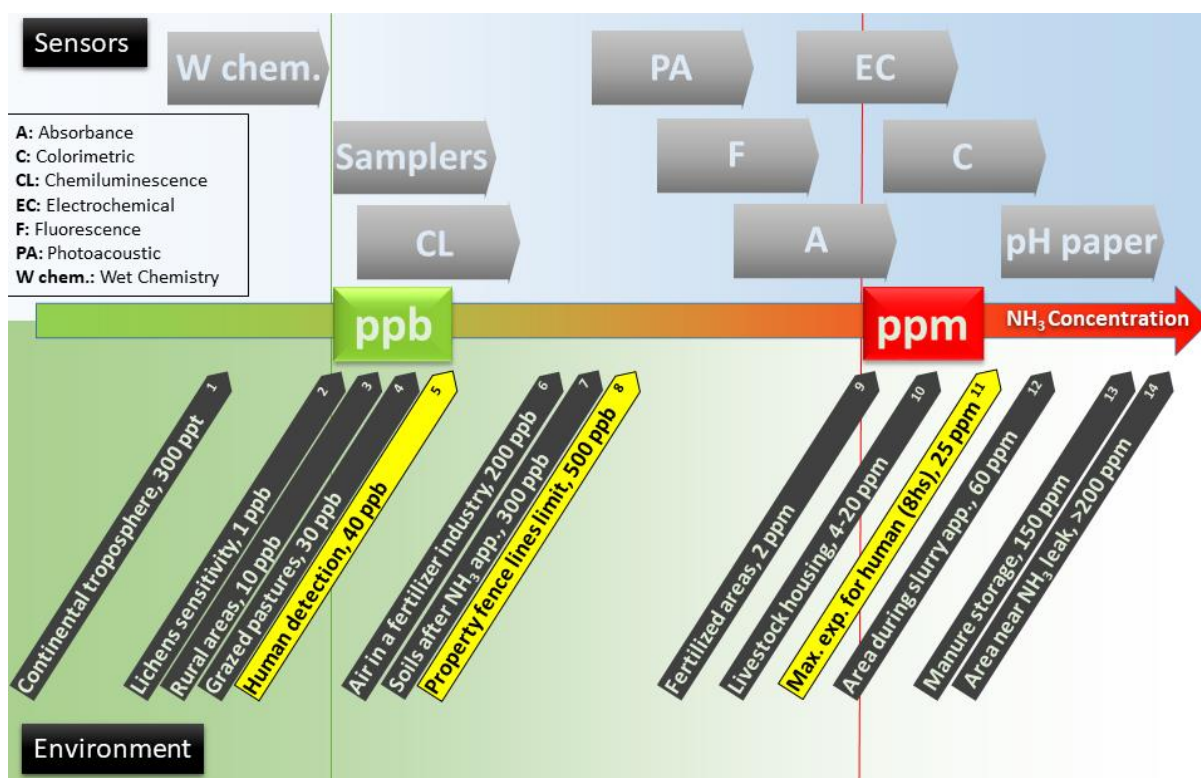 Sensors
W chem.
PA
EC
A: Absorbance
C: Colorimetric
CL: Chemiluminescence
EC: Electrochemical
F: Fluorescence
PA: Photoacoustic
W chem.: Wet Chemistry
Samplers
F
C
CL
A
pH paper
ppb
ppm
NH₃ Concentration
Continental troposphere, 300 ppt 1
Lichens sensitivity, 1 ppb 2
Rural areas, 10 ppb 3
Grazed pastures, 30 ppb 4
Human detection, 40 ppb 5
Air in a fertilizer industry, 200 ppb 6
Soils after NH₃ app., 300 ppb 7
Property fence lines limit, 500 ppb 8
Fertilized areas, 2 ppm 9
Livestock housing, 4-20 ppm 10
Max. exp. for human (8hs), 25 ppm 11
Area during slurry app., 60 ppm 12
Manure storage, 150 ppm 13
Area near NH₃ leak, >200 ppm 14
Environment